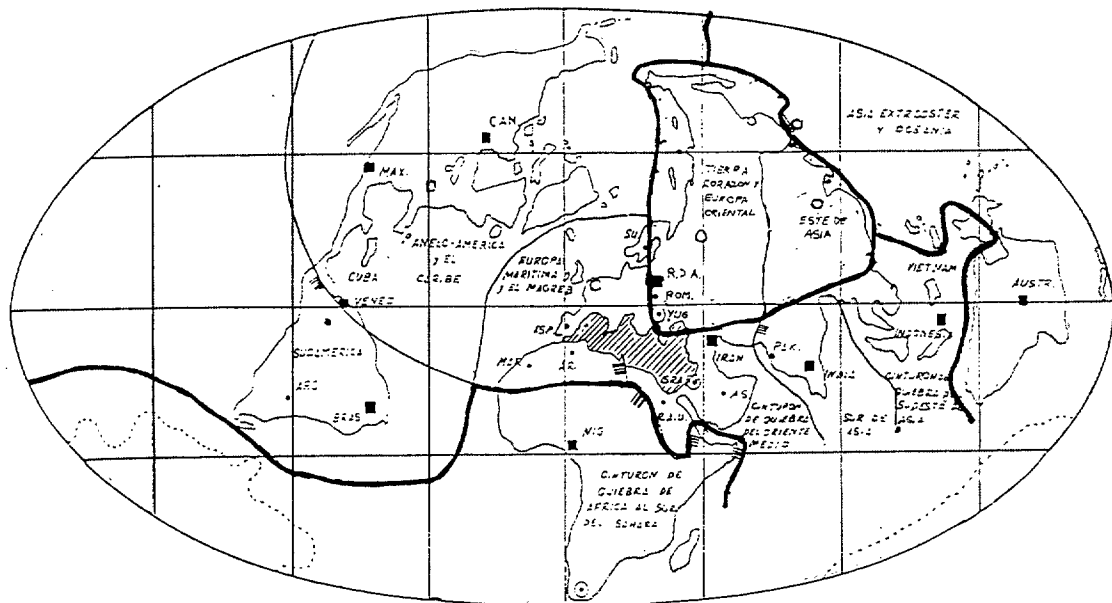 CAN.
MAX.
ASIA EXTROOSTER
Y OCEANIA
TIERRA
CORAZON Y
EUROPA
ORIENTAL
ESTE DE
ASIA
SU.
ANGLO-AMERICA
Y EL
CARIBE
EUROPA
MARITIMA
Y EL MAGREB
CUBA
VENEZ
R.D.A.
ROM.
YUG
VIETNAM
AUSTR.
INDONES.
ESP.
SUDAMERICA
MAR.
AR.
IRAN
PAK.
INDIA
ISRAEL
ARG
BRAS
R.A.U.
AS.
CINTURON
DE QUIEBRA
DEL ORIENTE
MEDIO
SUR DE
ASIA
CINTURON DE
QUIEBRA DEL
SUDESTE DE
ASIA
NIG
CINTURON DE
QUIEBRA DE
AFRICA AL SUR
DEL SAHARA